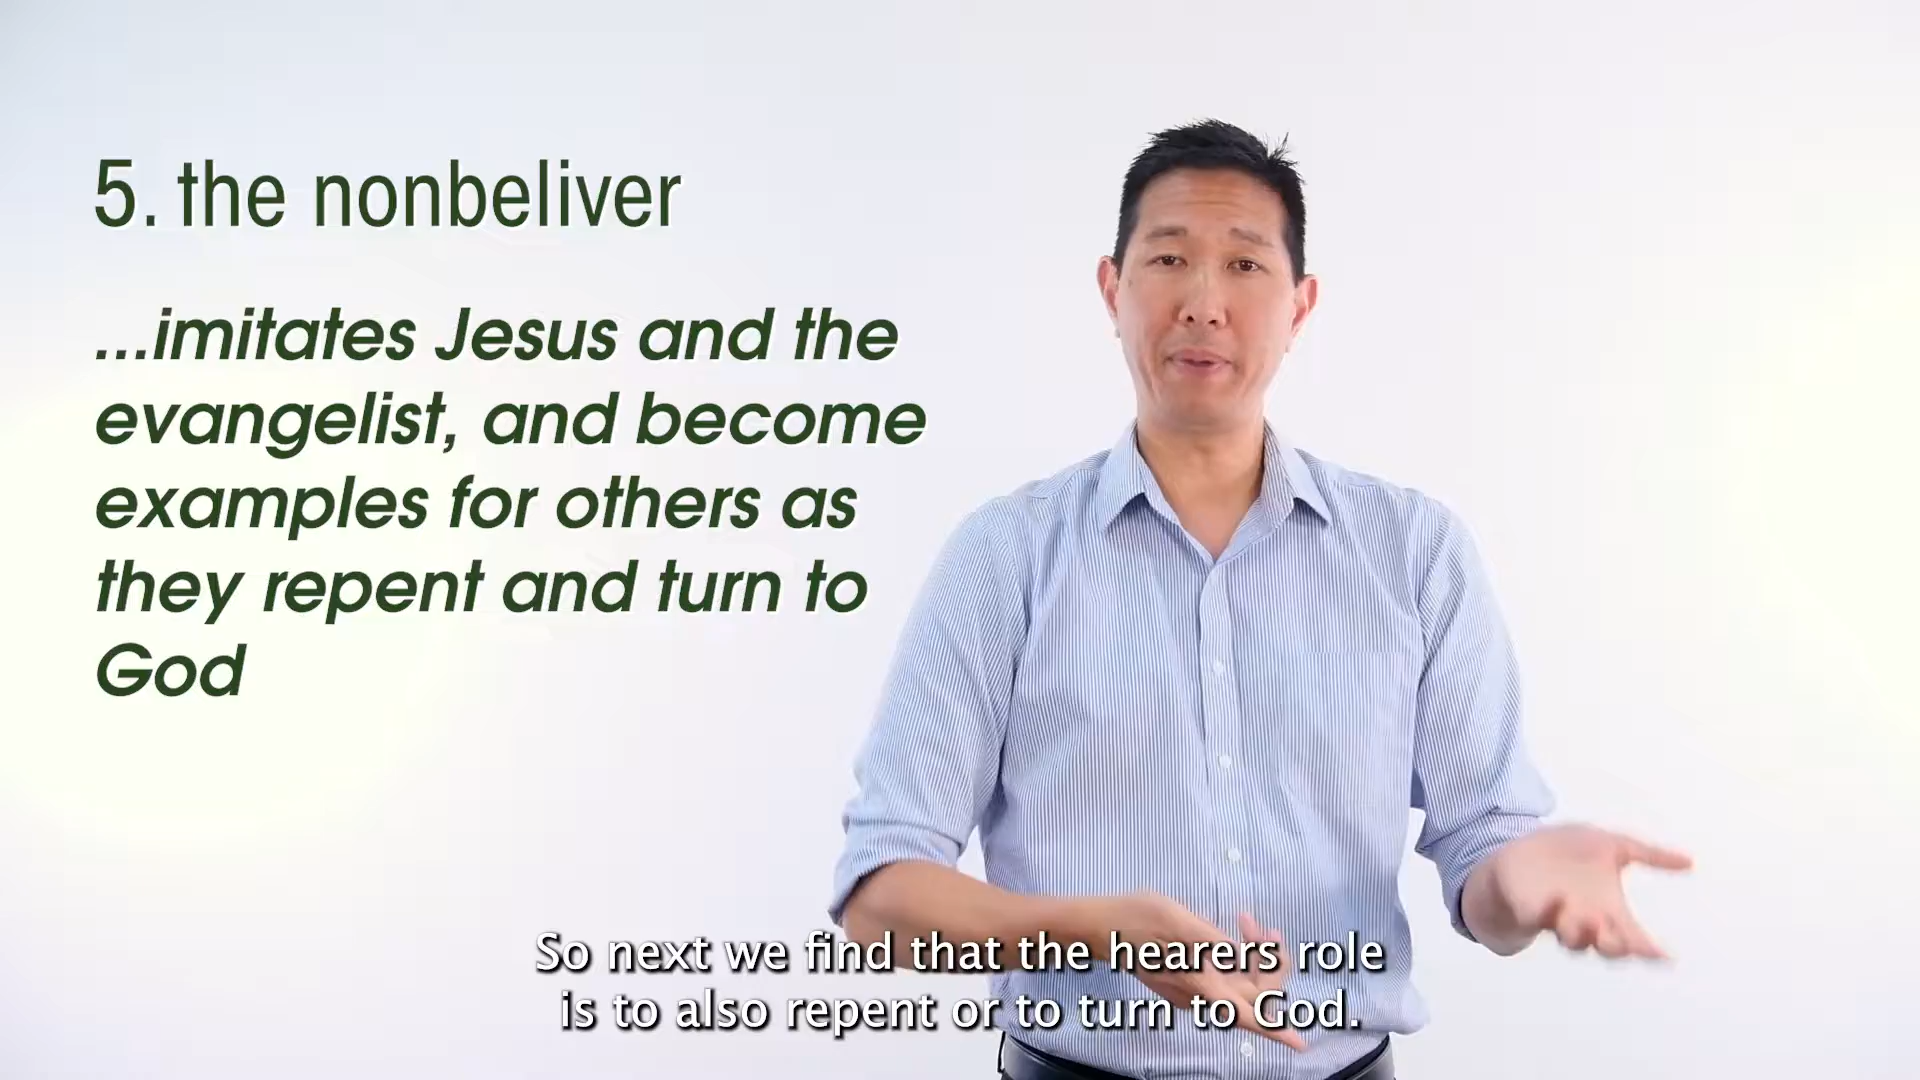 5. the nonbeliver
...imitates Jesus and the
evangelist, and become
examples for others as
they repent and turn to
God
So next we find that the hearers role
is to also repent or to turn to God.